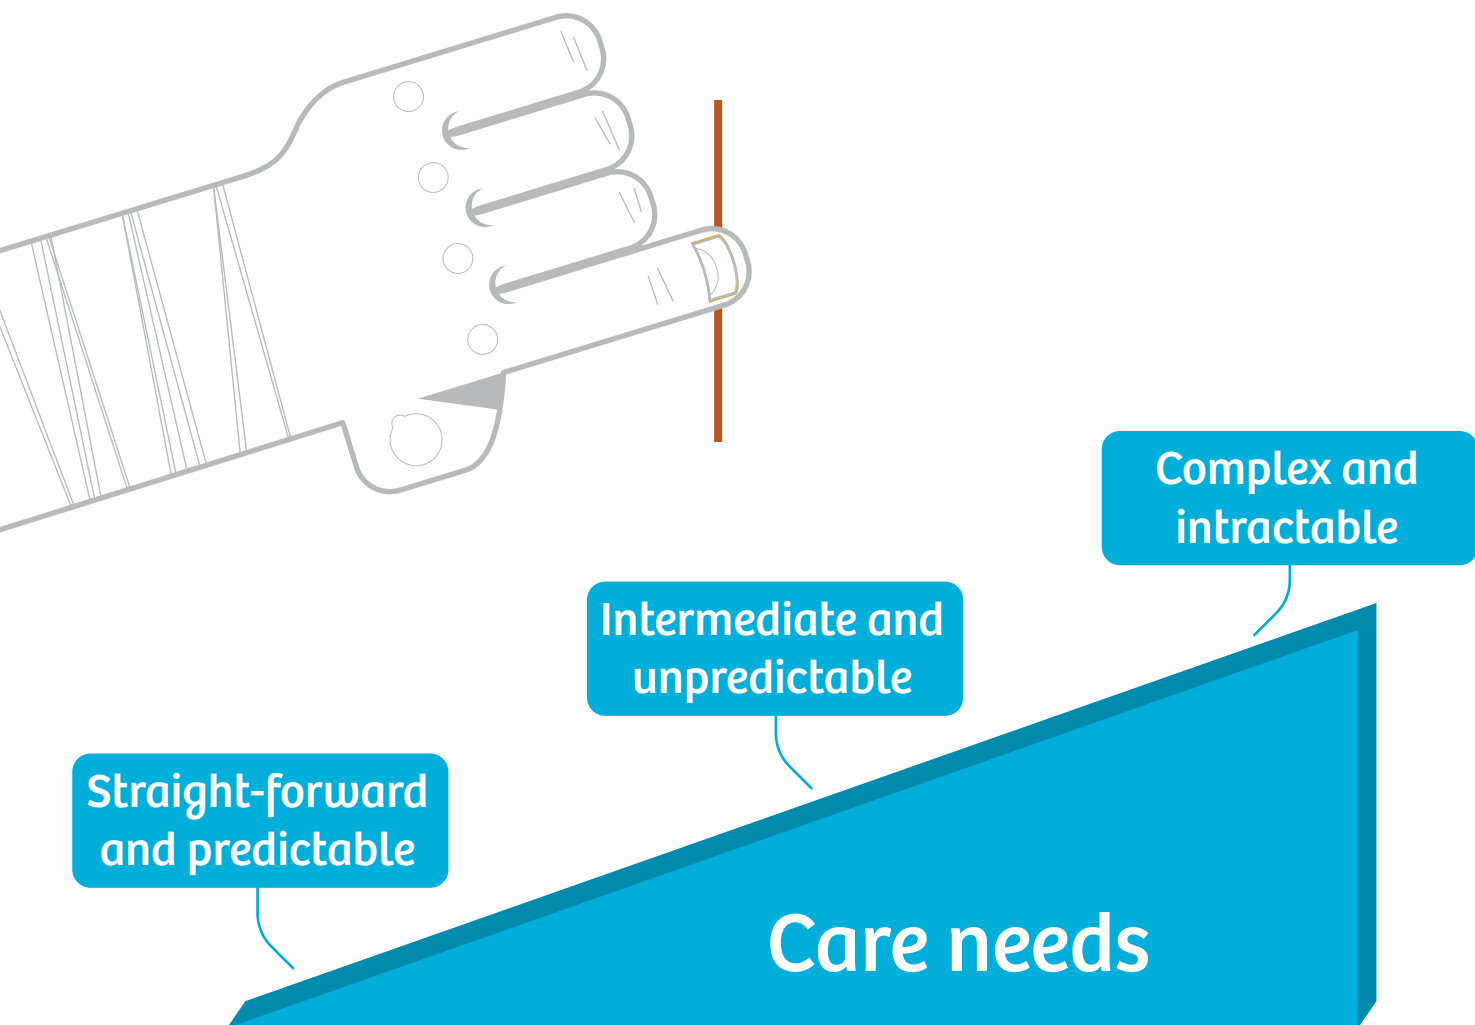 Complex and
intractable
Intermediate and
unpredictable
Straight-forward
and predictable
Care needs